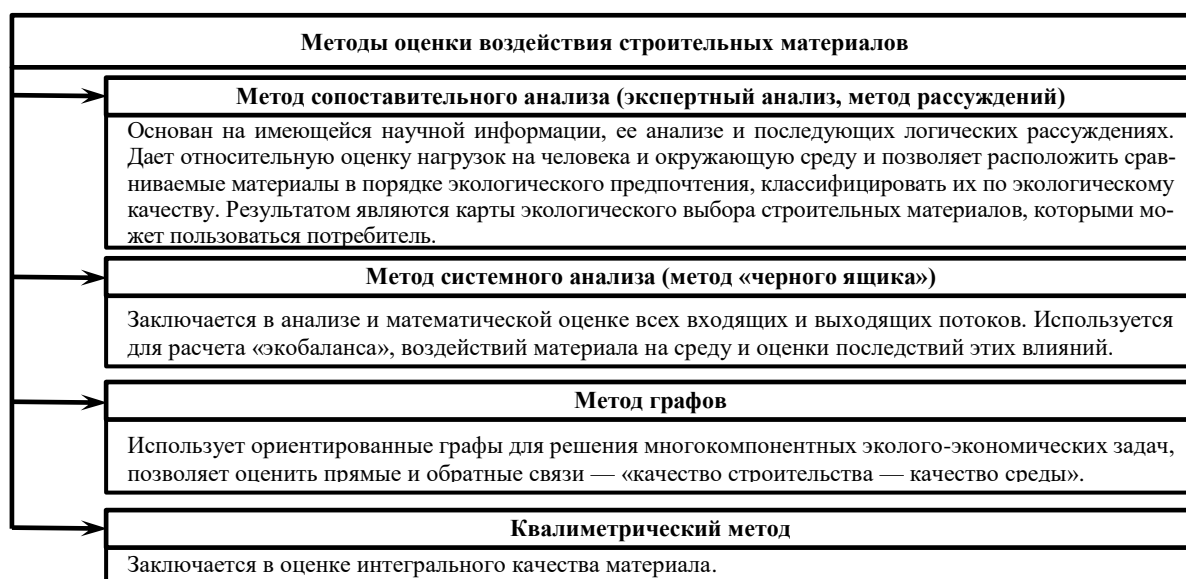 Методы оценки воздействия строительных материалов
Метод сопоставительного анализа (экспертный анализ, метод рассуждений)
Основан на имеющейся научной информации, ее анализе и последующих логических рассуждениях.
Дает относительную оценку нагрузок на человека и окружающую среду и позволяет расположить срав-
ниваемые материалы в порядке экологического предпочтения, классифицировать их по экологическому
качеству. Результатом являются карты экологического выбора строительных материалов, которыми мо-
жет пользоваться потребитель.
Метод системного анализа (метод «черного ящика»)
Заключается в анализе и математической оценке всех входящих и выходящих потоков. Используется
для расчета «экобаланса», воздействий материала на среду и оценки последствий этих влияний.
Метод графов
Использует ориентированные графы для решения многокомпонентных эколого-экономических задач,
позволяет оценить прямые и обратные связи — «качество строительства — качество среды».
Квалиметрический метод
Заключается в оценке интегрального качества материала.